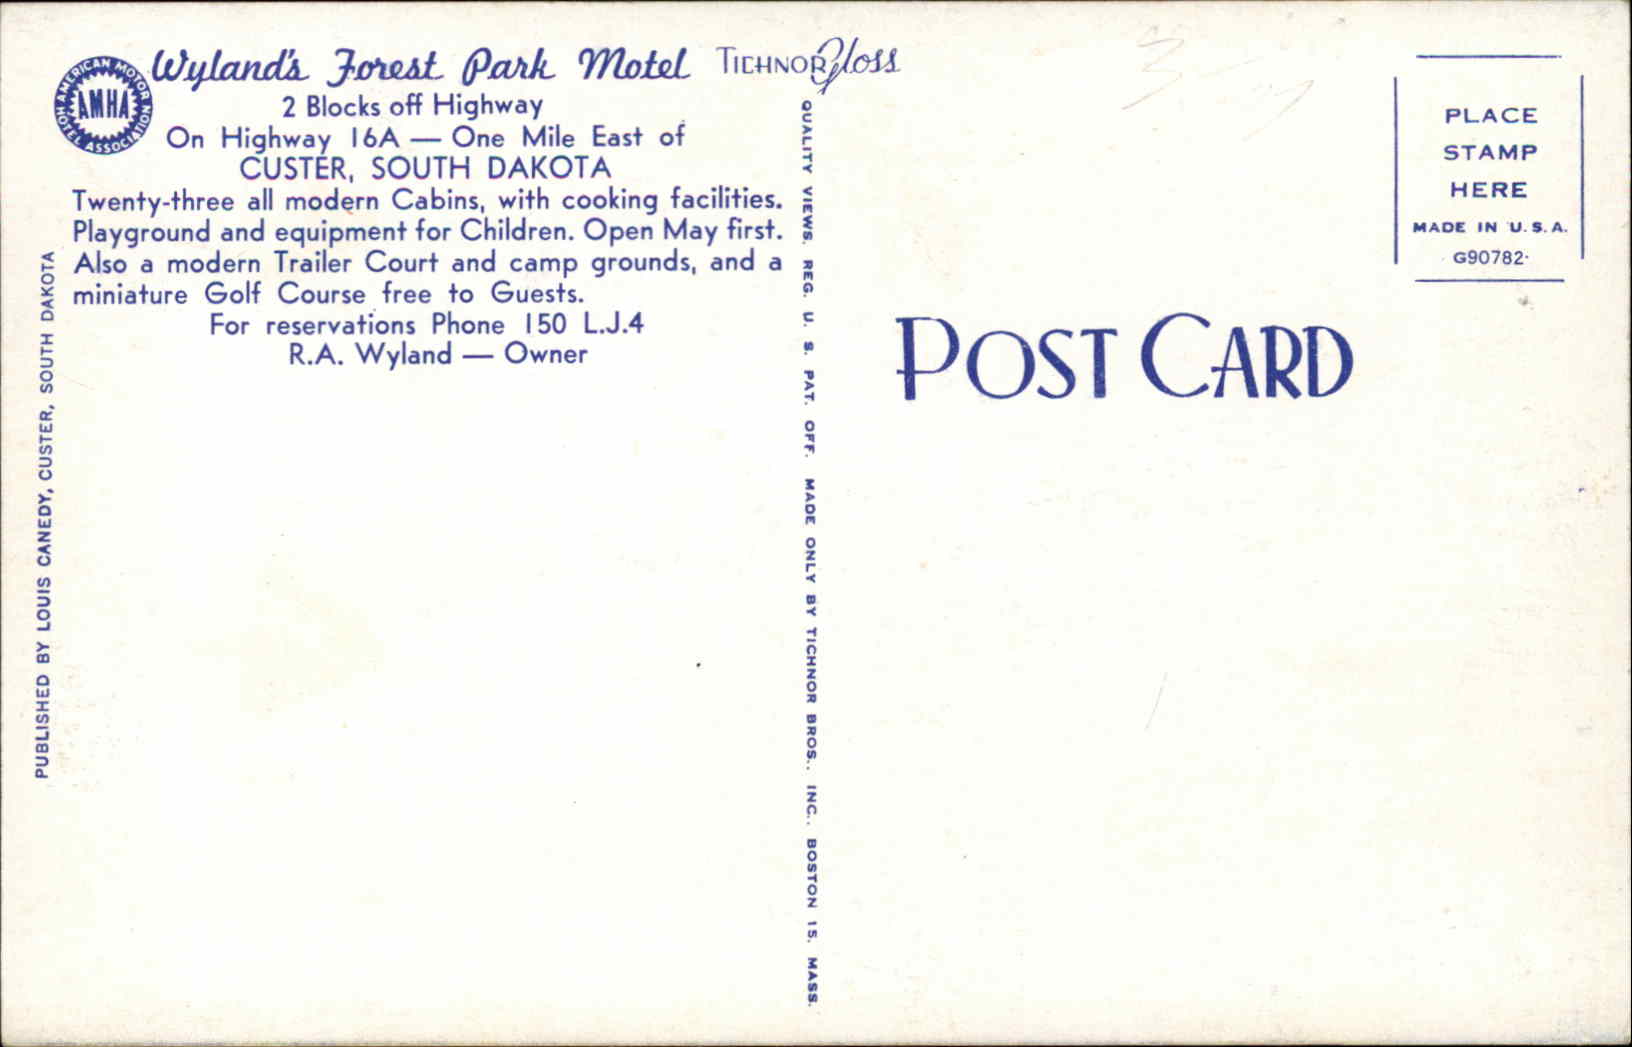 AMERICAN MOTOR HOTEL ASSOCIATION
AMHA
Wyland's Forest Park Motel
2 Blocks off Highway
On Highway 16A — One Mile East of
CUSTER, SOUTH DAKOTA
Twenty-three all modern Cabins, with cooking facilities.
Playground and equipment for Children. Open May first.
Also a modern Trailer Court and camp grounds, and a
miniature Golf Course free to Guests.
For reservations Phone 150 L.J.4
R.A. Wyland — Owner
PUBLISHED BY LOUIS CANEDY, CUSTER, SOUTH DAKOTA
TICHNOR Gloss
QUALITY VIEWS. REG. U. S. PAT. OFF. MADE ONLY BY TICHNOR BROS., INC., BOSTON 15, MASS.
POST CARD
PLACE
STAMP
HERE
MADE IN U.S.A.
G90782